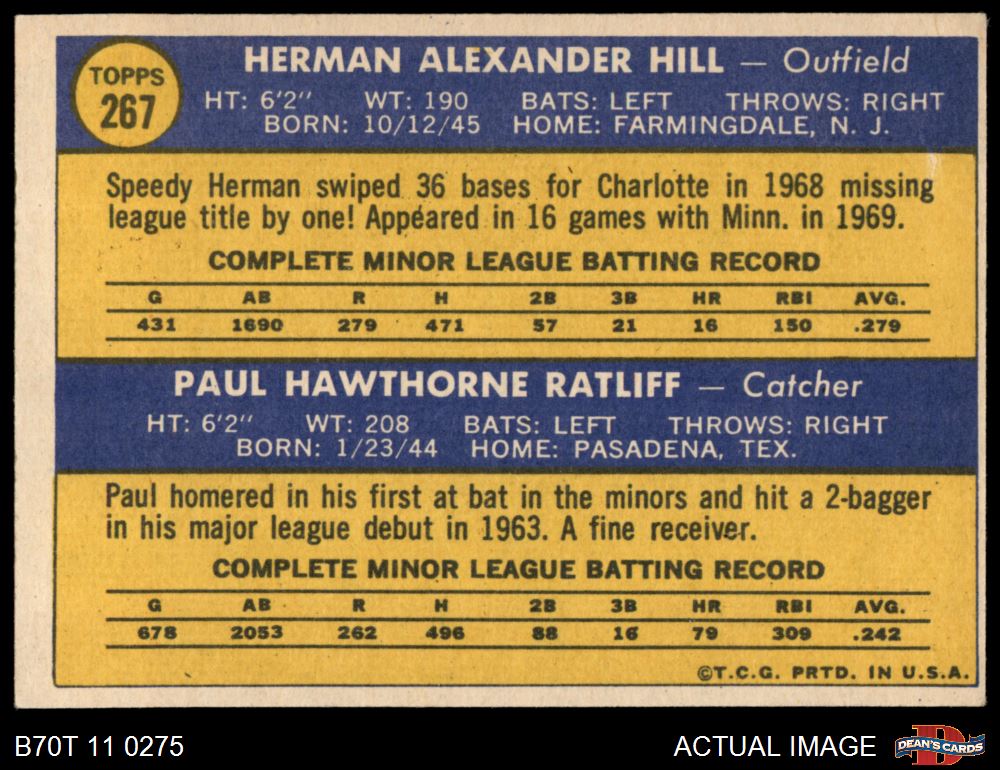 TOPPS
267
HERMAN ALEXANDER HILL — Outfield
HT: 6'2" WT: 190 BATS: LEFT THROWS: RIGHT
BORN: 10/12/45 HOME: FARMINGDALE, N. J.
Speedy Herman swiped 36 bases for Charlotte in 1968 missing
league title by one! Appeared in 16 games with Minn. in 1969.
COMPLETE MINOR LEAGUE BATTING RECORD
G AB R H 2B 3B HR RBI AVG.
431 1690 279 471 57 21 16 150 .279
PAUL HAWTHORNE RATLIFF — Catcher
HT: 6'2" WT: 208 BATS: LEFT THROWS: RIGHT
BORN: 1/23/44 HOME: PASADENA, TEX.
Paul homered in his first at bat in the minors and hit a 2-bagger
in his major league debut in 1963. A fine receiver.
COMPLETE MINOR LEAGUE BATTING RECORD
G AB R H 2B 3B HR RBI AVG.
678 2053 262 496 88 16 79 309 .242
©T.C.G. PRTD. IN U.S.A.
B70T 11 0275
ACTUAL IMAGE
D
DEAN'S CARDS